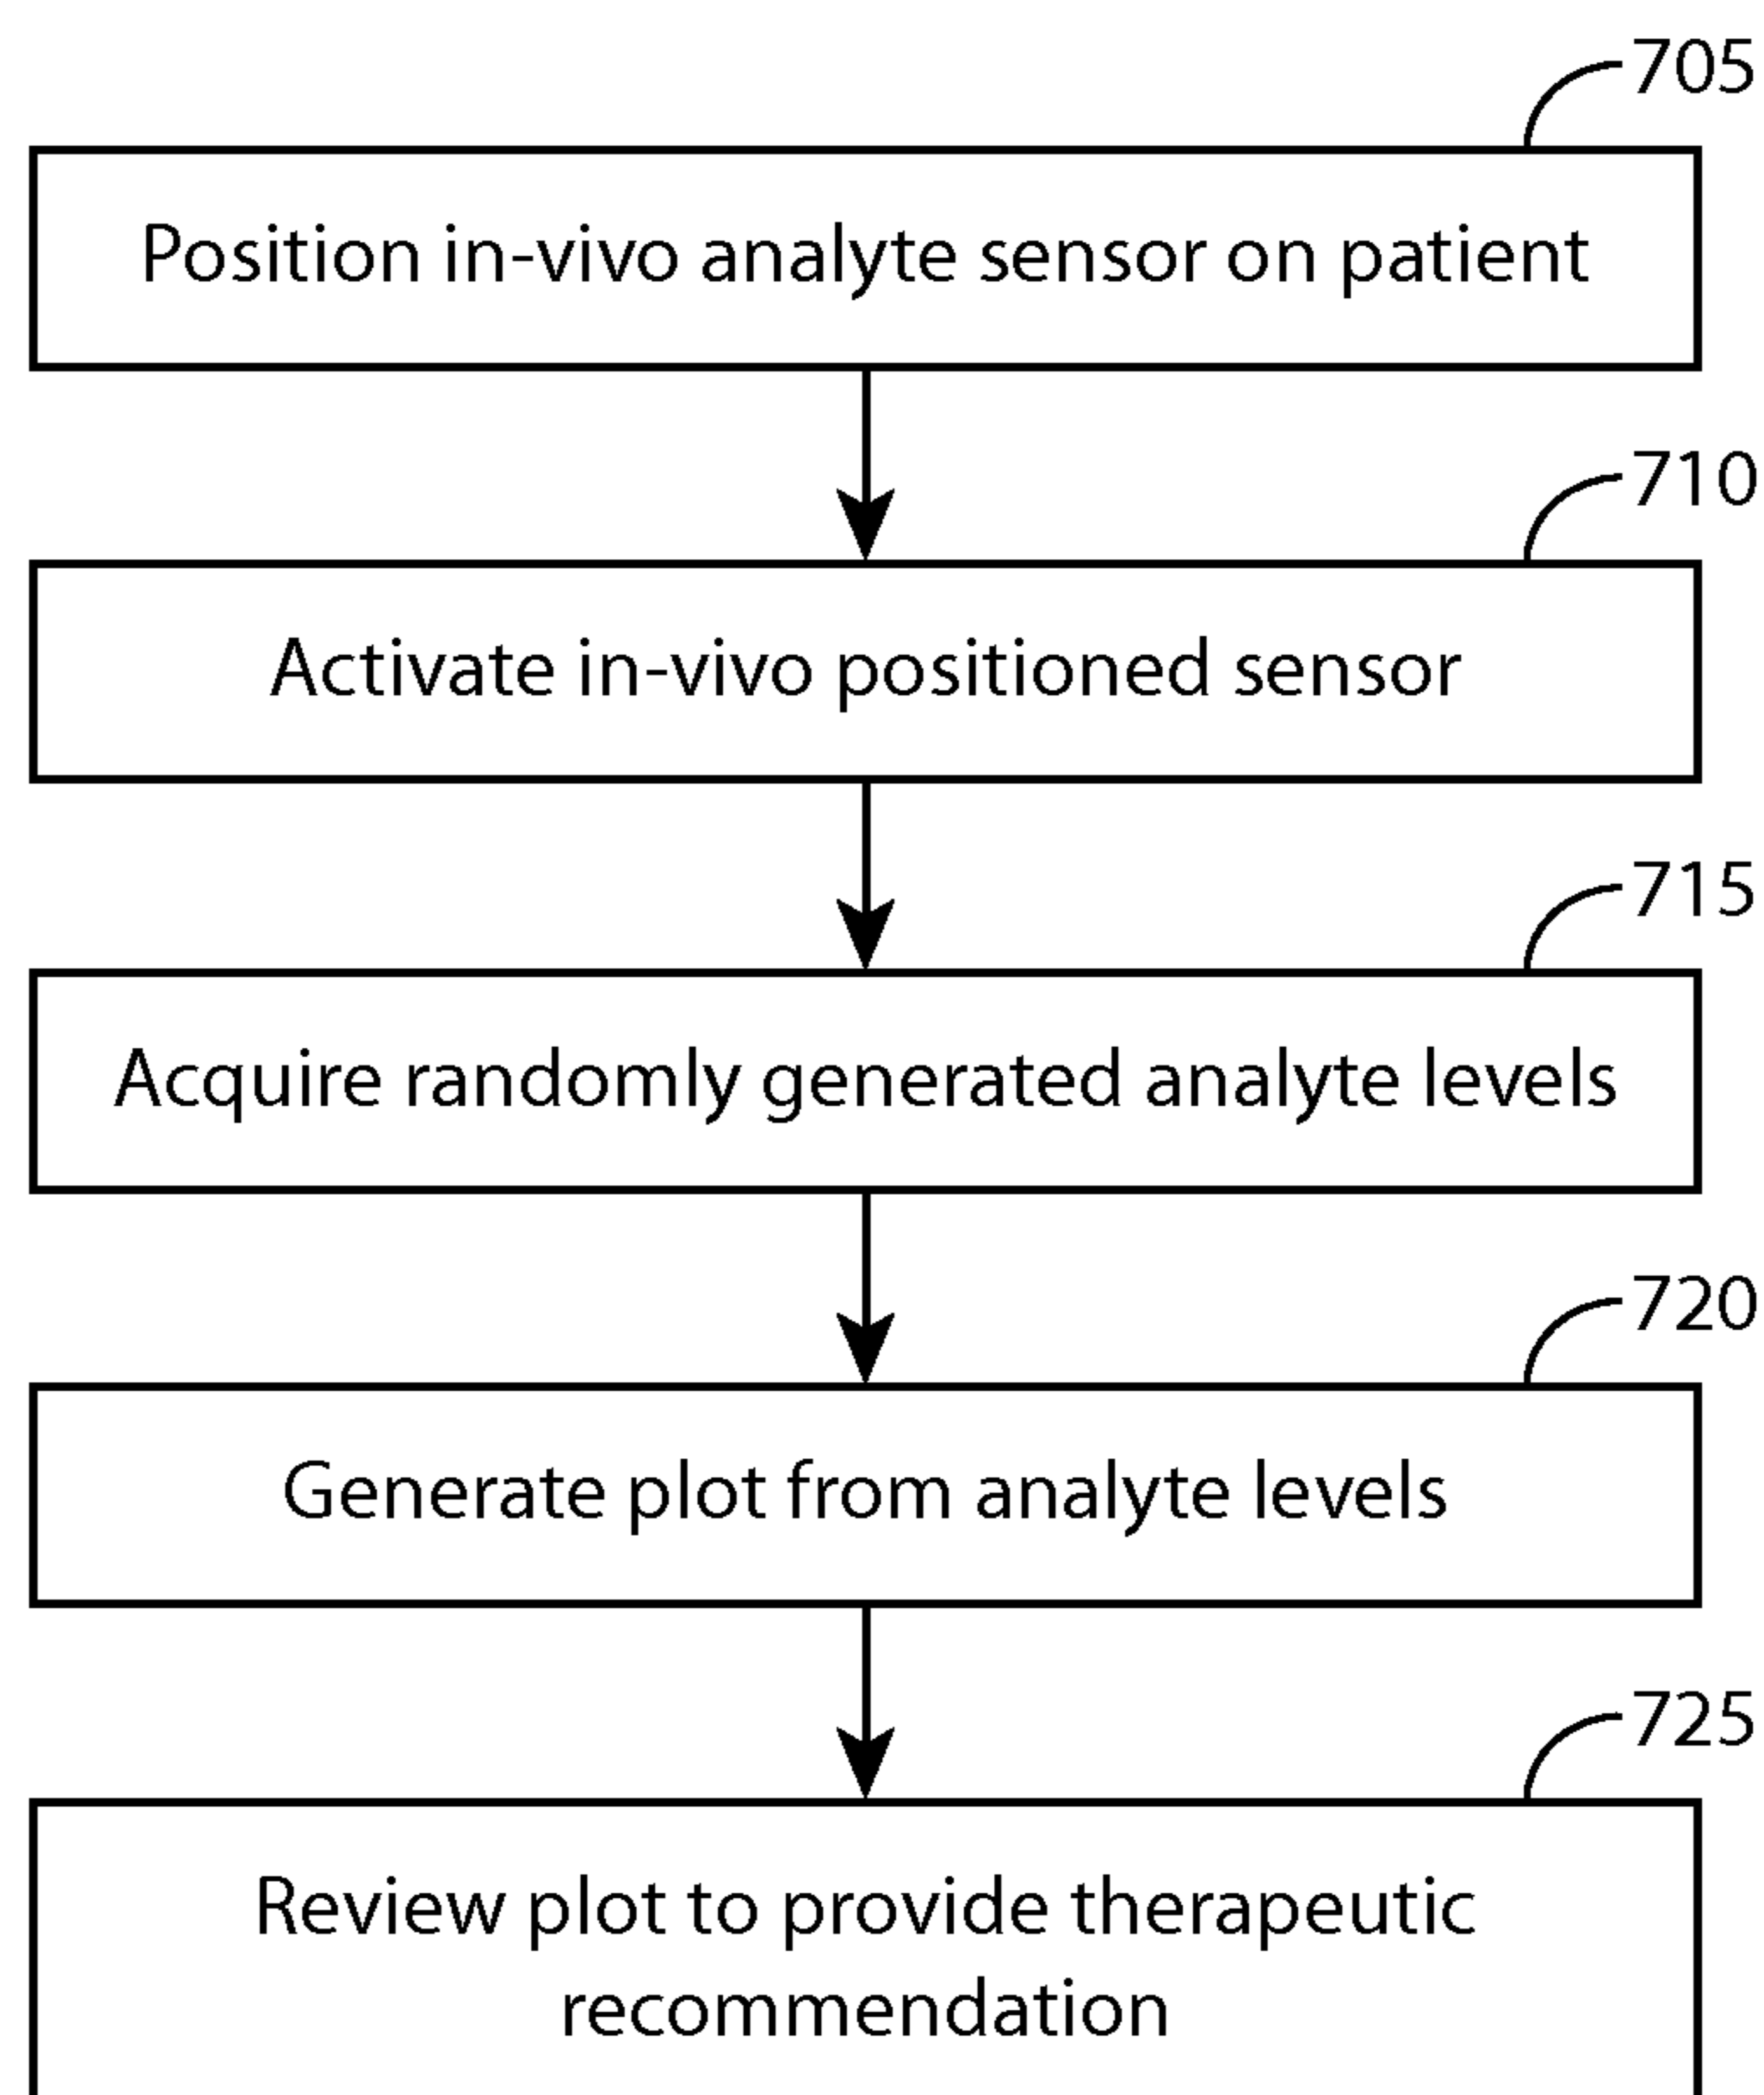 705
Position in-vivo analyte sensor on patient
710
Activate in-vivo positioned sensor
715
Acquire randomly generated analyte levels
720
Generate plot from analyte levels
725
Review plot to provide therapeutic
recommendation